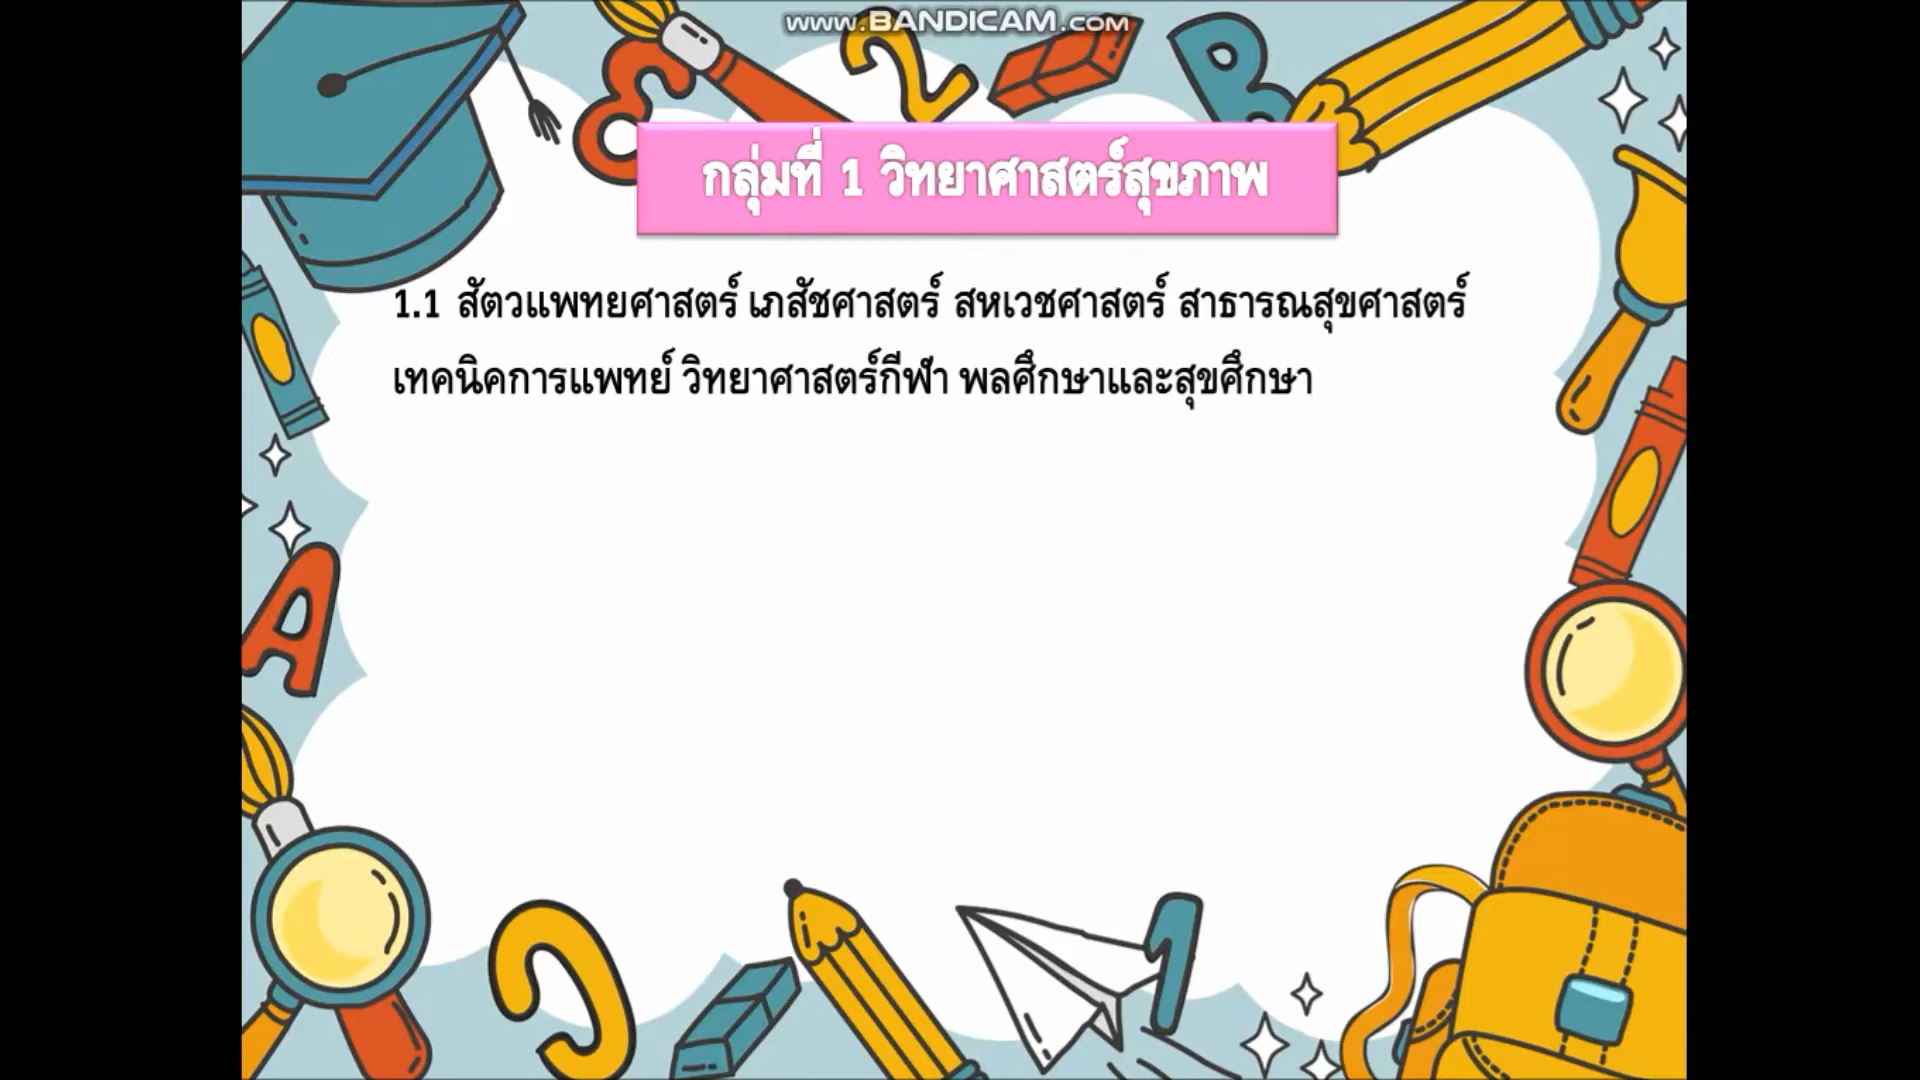 www.BANDICAM.com
2 B
กลุ่มที่ 1 วิทยาศาสตร์สุขภาพ
1.1 สัตวแพทยศาสตร์ เภสัชศาสตร์ สหเวชศาสตร์ สาธารณสุขศาสตร์
เทคนิคการแพทย์ วิทยาศาสตร์กีฬา พลศึกษาและสุขศึกษา
A
C 1